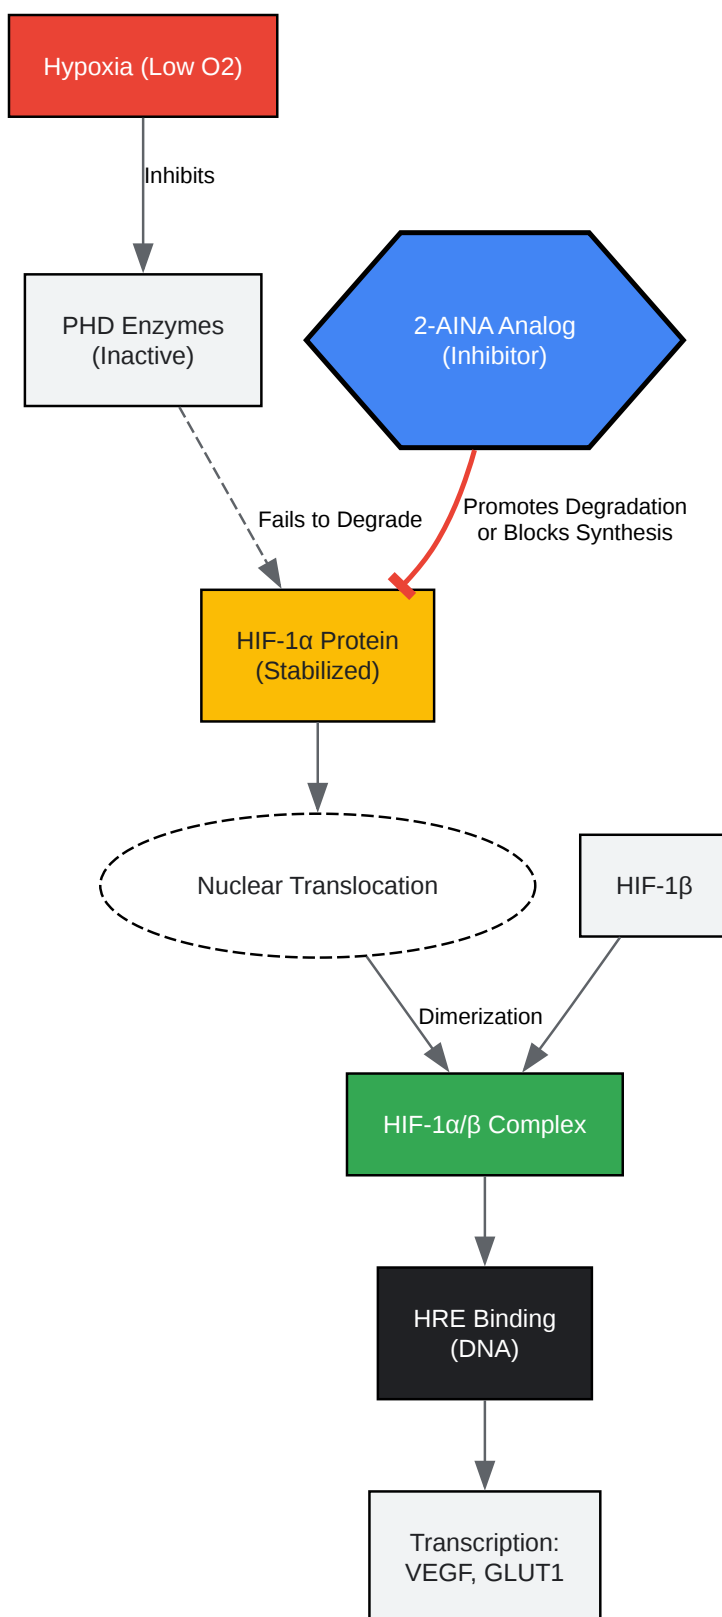 Hypoxia (Low O2)
Inhibits
PHD Enzymes
(Inactive)
2-AINA Analog
(Inhibitor)
Fails to Degrade
Promotes Degradation
or Blocks Synthesis
HIF-1α Protein
(Stabilized)
Nuclear Translocation
HIF-1β
Dimerization
HIF-1α/β Complex
HRE Binding
(DNA)
Transcription:
VEGF, GLUT1